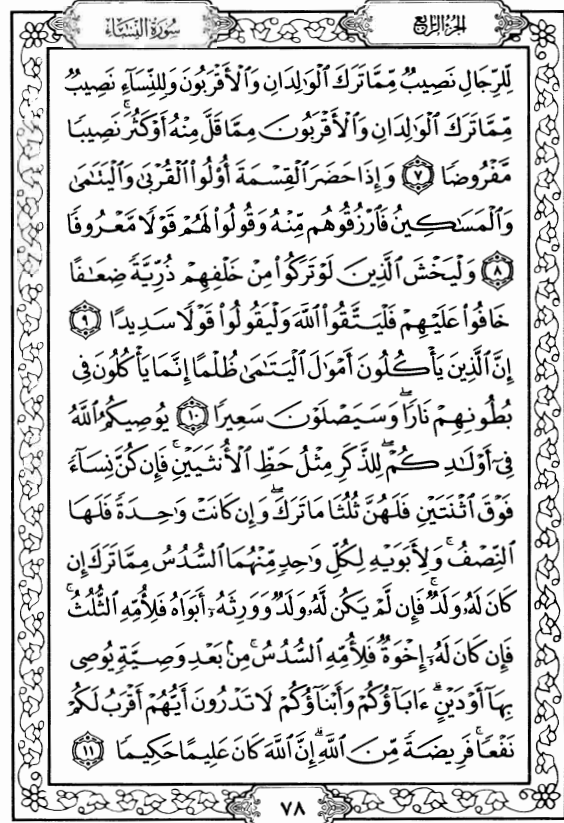 الجزء الرابع
سورة النساء
لِّلرِّجَالِ نَصِيبٌ مِّمَّا تَرَكَ ٱلْوَٰلِدَانِ وَٱلْأَقْرَبُونَ وَلِلنِّسَآءِ نَصِيبٌ
مِّمَّا تَرَكَ ٱلْوَٰلِدَانِ وَٱلْأَقْرَبُونَ مِمَّا قَلَّ مِنْهُ أَوْ كَثُرَ ۚ نَصِيبًا
مَّفْرُوضًا ٧ وَإِذَا حَضَرَ ٱلْقِسْمَةَ أُو۟لُوا۟ ٱلْقُرْبَىٰ وَٱلْيَتَٰمَىٰ
وَٱلْمَسَٰكِينُ فَٱرْزُقُوهُم مِّنْهُ وَقُولُوا۟ لَهُمْ قَوْلًا مَّعْرُوفًا
٨ وَلْيَخْشَ ٱلَّذِينَ لَوْ تَرَكُوا۟ مِنْ خَلْفِهِمْ ذُرِّيَّةً ضِعَٰفًا
خَافُوا۟ عَلَيْهِمْ فَلْيَتَّقُوا۟ ٱللَّهَ وَلْيَقُولُوا۟ قَوْلًا سَدِيدًا ٩
إِنَّ ٱلَّذِينَ يَأْكُلُونَ أَمْوَٰلَ ٱلْيَتَٰمَىٰ ظُلْمًا إِنَّمَا يَأْكُلُونَ فِى
بُطُونِهِمْ نَارًا ۖ وَسَيَصْلَوْنَ سَعِيرًا ١٠ يُوصِيكُمُ ٱللَّهُ
فِىٓ أَوْلَٰدِكُمْ ۖ لِلذَّكَرِ مِثْلُ حَظِّ ٱلْأُنثَيَيْنِ ۚ فَإِن كُنَّ نِسَآءً
فَوْقَ ٱثْنَتَيْنِ فَلَهُنَّ ثُلُثَا مَا تَرَكَ ۖ وَإِن كَانَتْ وَٰحِدَةً فَلَهَا
ٱلنِّصْفُ ۚ وَلِأَبَوَيْهِ لِكُلِّ وَٰحِدٍ مِّنْهُمَا ٱلسُّدُسُ مِمَّا تَرَكَ إِن
كَانَ لَهُۥ وَلَدٌ ۚ فَإِن لَّمْ يَكُن لَّهُۥ وَلَدٌ وَوَرِثَهُۥٓ أَبَوَاهُ فَلِأُمِّهِ ٱلثُّلُثُ ۚ
فَإِن كَانَ لَهُۥٓ إِخْوَةٌ فَلِأُمِّهِ ٱلسُّدُسُ ۚ مِنۢ بَعْدِ وَصِيَّةٍ يُوصِى
بِهَآ أَوْ دَيْنٍ ۗ ءَابَآؤُكُمْ وَأَبْنَآؤُكُمْ لَا تَدْرُونَ أَيُّهُمْ أَقْرَبُ لَكُمْ
نَفْعًا ۚ فَرِيضَةً مِّنَ ٱللَّهِ ۗ إِنَّ ٱللَّهَ كَانَ عَلِيمًا حَكِيمًا ١١
٧٨